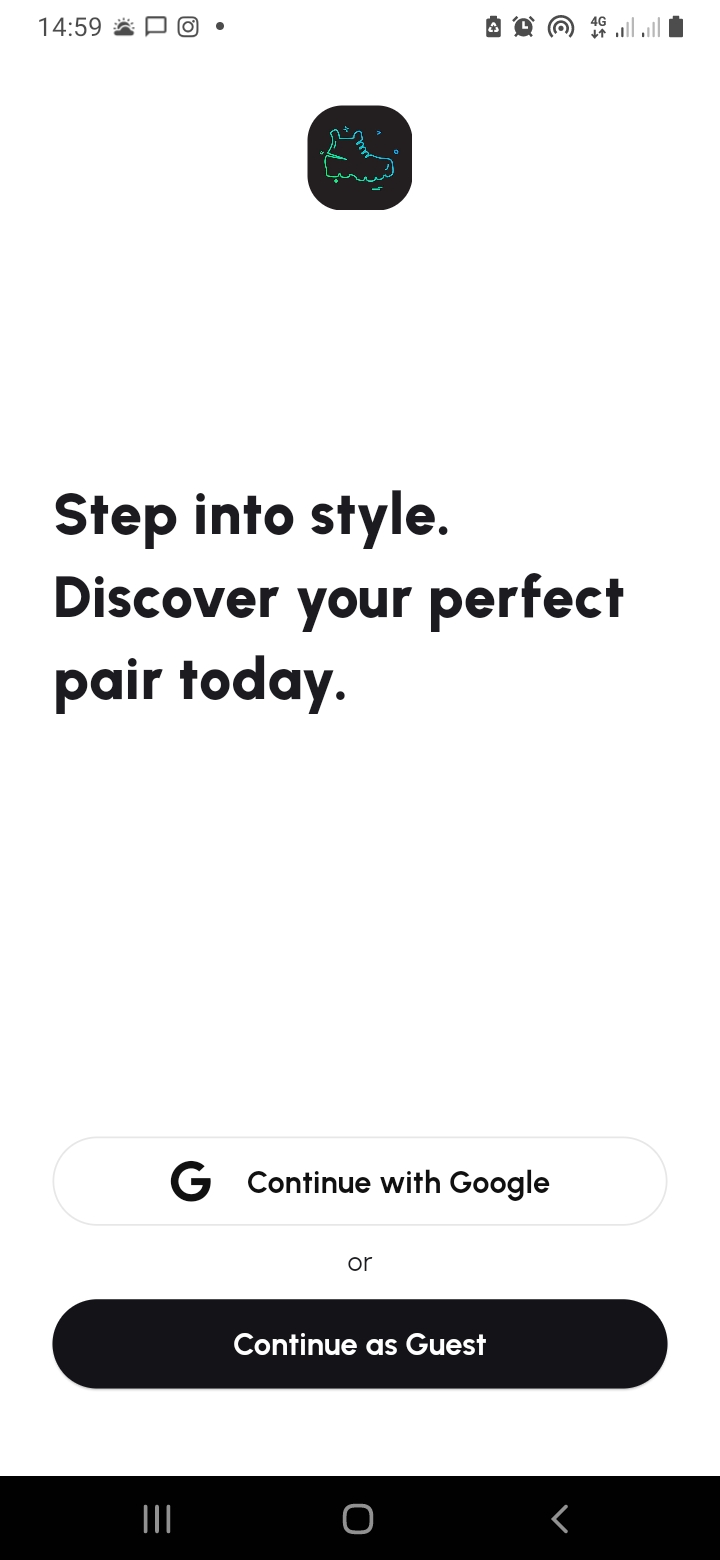 14:59
4G
Step into style.
Discover your perfect
pair today.
G Continue with Google
or
Continue as Guest